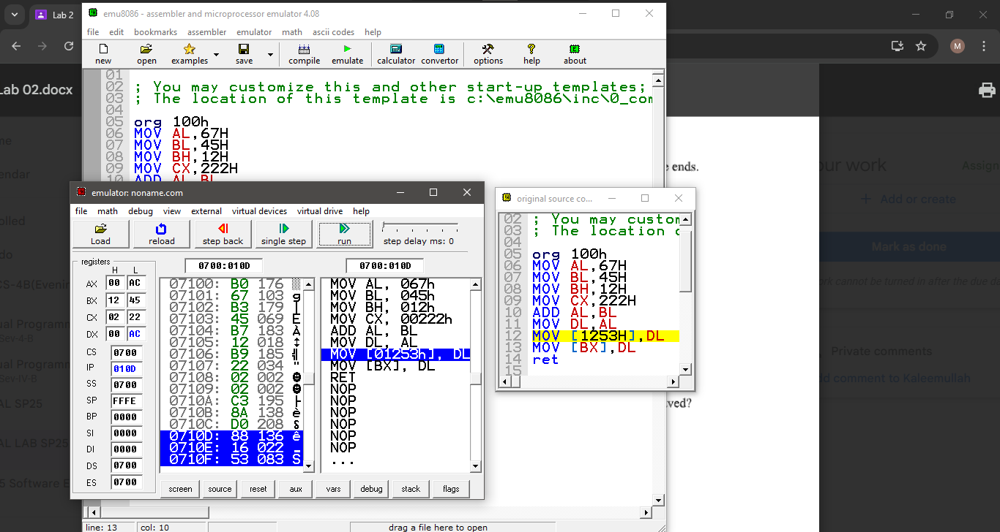 Lab 2
emu8086 - assembler and microprocessor emulator 4.08
file edit bookmarks assembler emulator math ascii codes help
new open examples save compile emulate calculator convertor options help about
M
Lab 02.docx
01
02 ; You may customize this and other start-up templates;
03 ; The location of this template is c:\emu8086\inc\0_com
04
05 org 100h
06 MOV AL,67H
07 MOV BL,45H
08 MOV BH,12H
09 MOV CX,222H
10 ADD AL,BL
e ends.
our work
Assign
+ Add or create
Mark as done
ork cannot be turned in after the due da
Private comments
dd comment to Kaleemullah
ved?
me
endar
olled
do
CS-4B(Evenin
ual Programm
Sev-4-B
ual Programm
Sev-IV-B
AL SP25
AL LAB SP25
5 Software E
emulator: noname.com
file math debug view external virtual devices virtual drive help
Load reload step back single step run step delay ms: 0
registers
H L
AX 00 AC
BX 12 45
CX 02 22
DX 00 AC
CS 0700
IP 010D
SS 0700
SP FFFE
BP 0000
SI 0000
DI 0000
DS 0700
ES 0700
0700:010D
07100: B0 176 ░
07101: 67 103 g
07102: B3 179 │
07103: 45 069 E
07104: B7 183 À
07105: 12 018 ↕
07106: B9 185 ╣
07107: 22 034 "
07108: 02 002 ☻
07109: 02 002 ☻
0710A: C3 195 ├
0710B: 8A 138 è
0710C: D0 208 ð
0710D: 88 136 ê
0710E: 16 022 ▬
0710F: 53 083 S
0700:010D
MOV AL, 067h
MOV BL, 045h
MOV BH, 012h
MOV CX, 00222h
ADD AL, BL
MOV DL, AL
MOV [01253h], DL
MOV [BX], DL
RET
NOP
NOP
NOP
NOP
NOP
NOP
...
screen source reset aux vars debug stack flags
original source co...
02 ; You may custom
03 ; The location o
04
05 org 100h
06 MOV AL,67H
07 MOV BL,45H
08 MOV BH,12H
09 MOV CX,222H
10 ADD AL,BL
11 MOV DL,AL
12 MOV [1253H],DL
13 MOV [BX],DL
14 ret
15
line: 13 col: 10 drag a file here to open